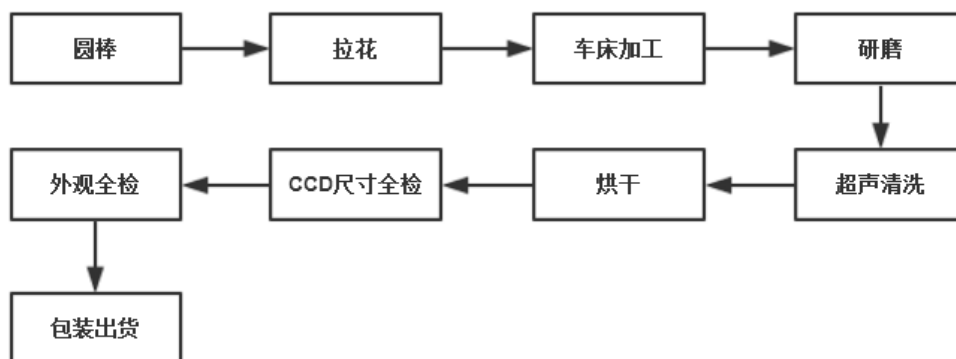 圆棒
拉花
车床加工
研磨
超声清洗
烘干
CCD尺寸全检
外观全检
包装出货